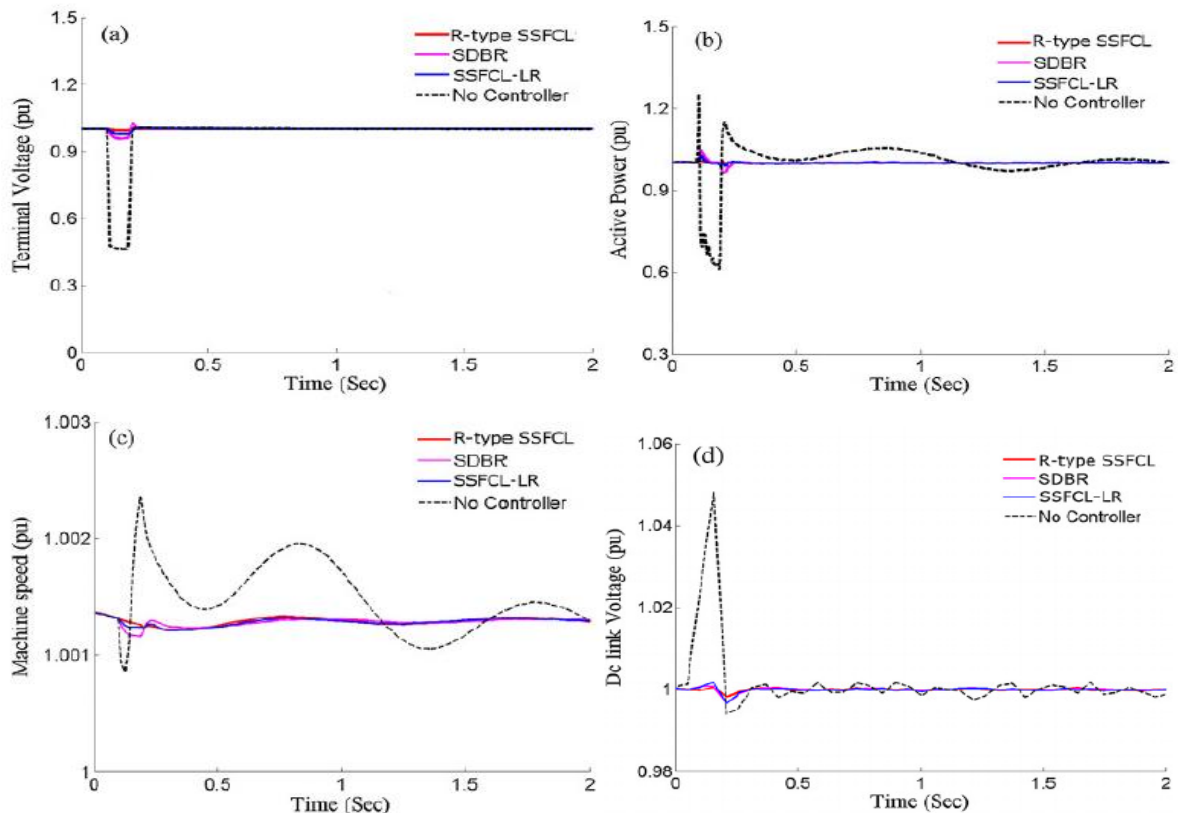 (a)
R-type SSFCL
SDBR
SSFCL-LR
No Controller
Terminal Voltage (pu)
1.5
1.2
0.9
0.6
0.3
0
0 0.5 1 1.5 2
Time (Sec)
(b)
R-type SSFCL
SDBR
SSFCL-LR
No Controller
Active Power (pu)
1.5
1.2
0.9
0.6
0.3
0 0.5 1 1.5 2
Time (Sec)
(c)
R-type SSFCL
SDBR
SSFCL-LR
No Controller
Machine speed (pu)
1.003
1.002
1.001
1
0 0.5 1 1.5 2
Time (Sec)
(d)
R-type SSFCL
SDBR
SSFCL-LR
No Controller
Dc link Voltage (pu)
1.06
1.04
1.02
1
0.98
0 0.5 1 1.5 2
Time (Sec)